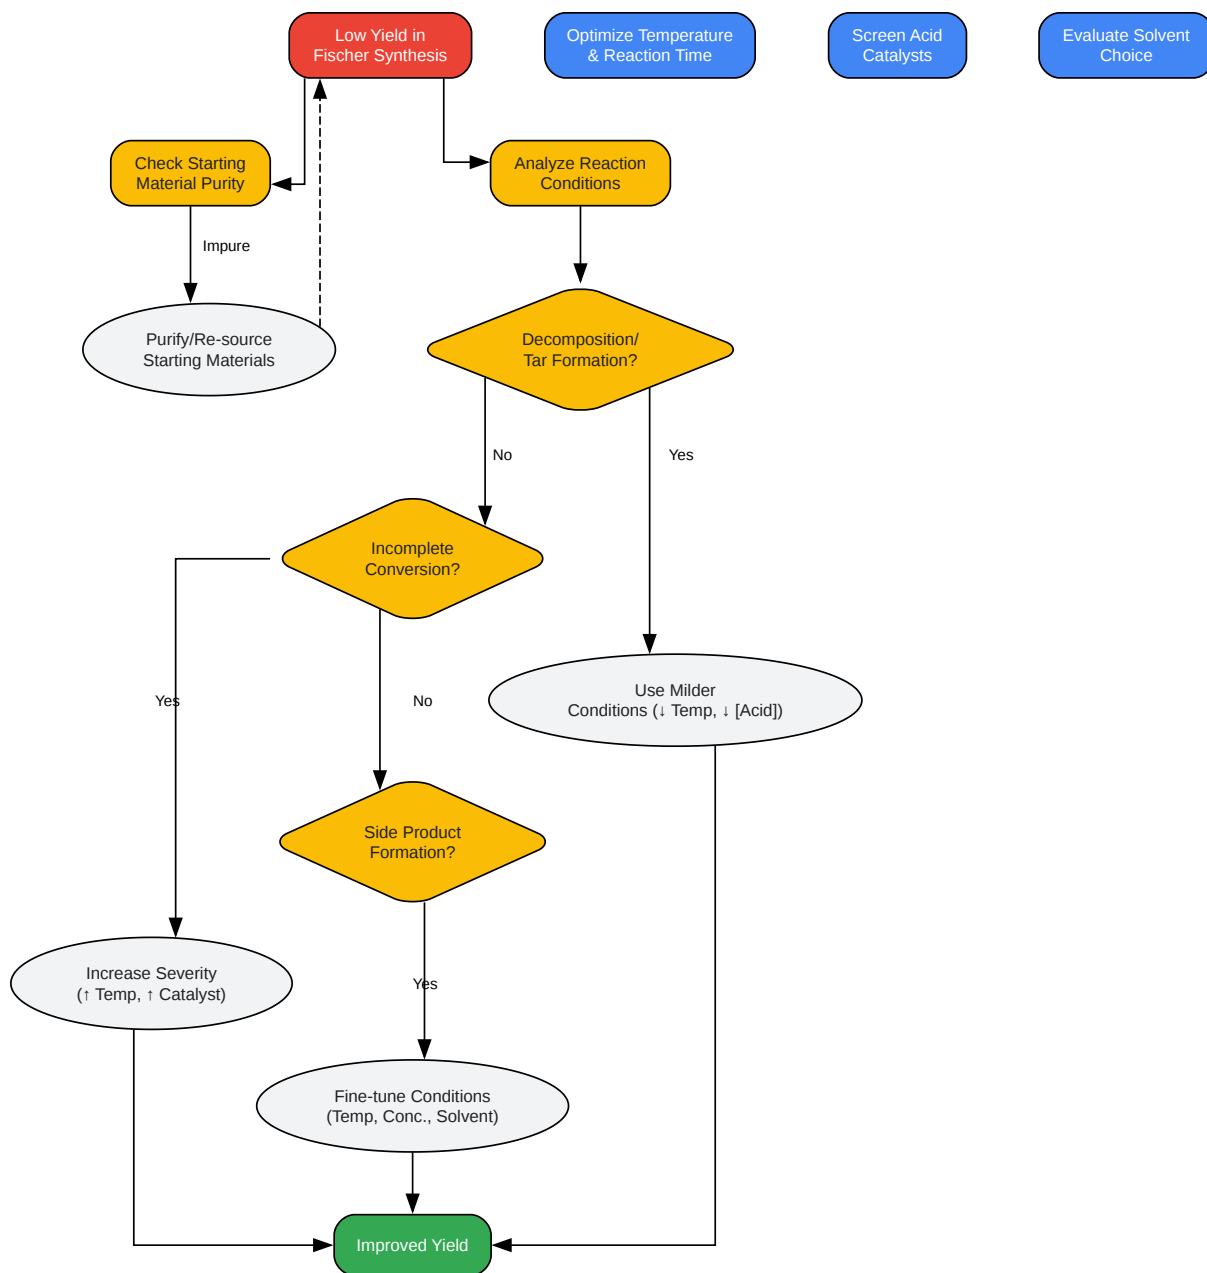 Low Yield in
Fischer Synthesis
Optimize Temperature
& Reaction Time
Screen Acid
Catalysts
Evaluate Solvent
Choice
Check Starting
Material Purity
Analyze Reaction
Conditions
Impure
Purify/Re-source
Starting Materials
Decomposition/
Tar Formation?
No
Yes
Incomplete
Conversion?
Yes
No
Use Milder
Conditions (↓ Temp, ↓ [Acid])
Side Product
Formation?
Increase Severity
(↑ Temp, ↑ Catalyst)
Yes
Fine-tune Conditions
(Temp, Conc., Solvent)
Improved Yield